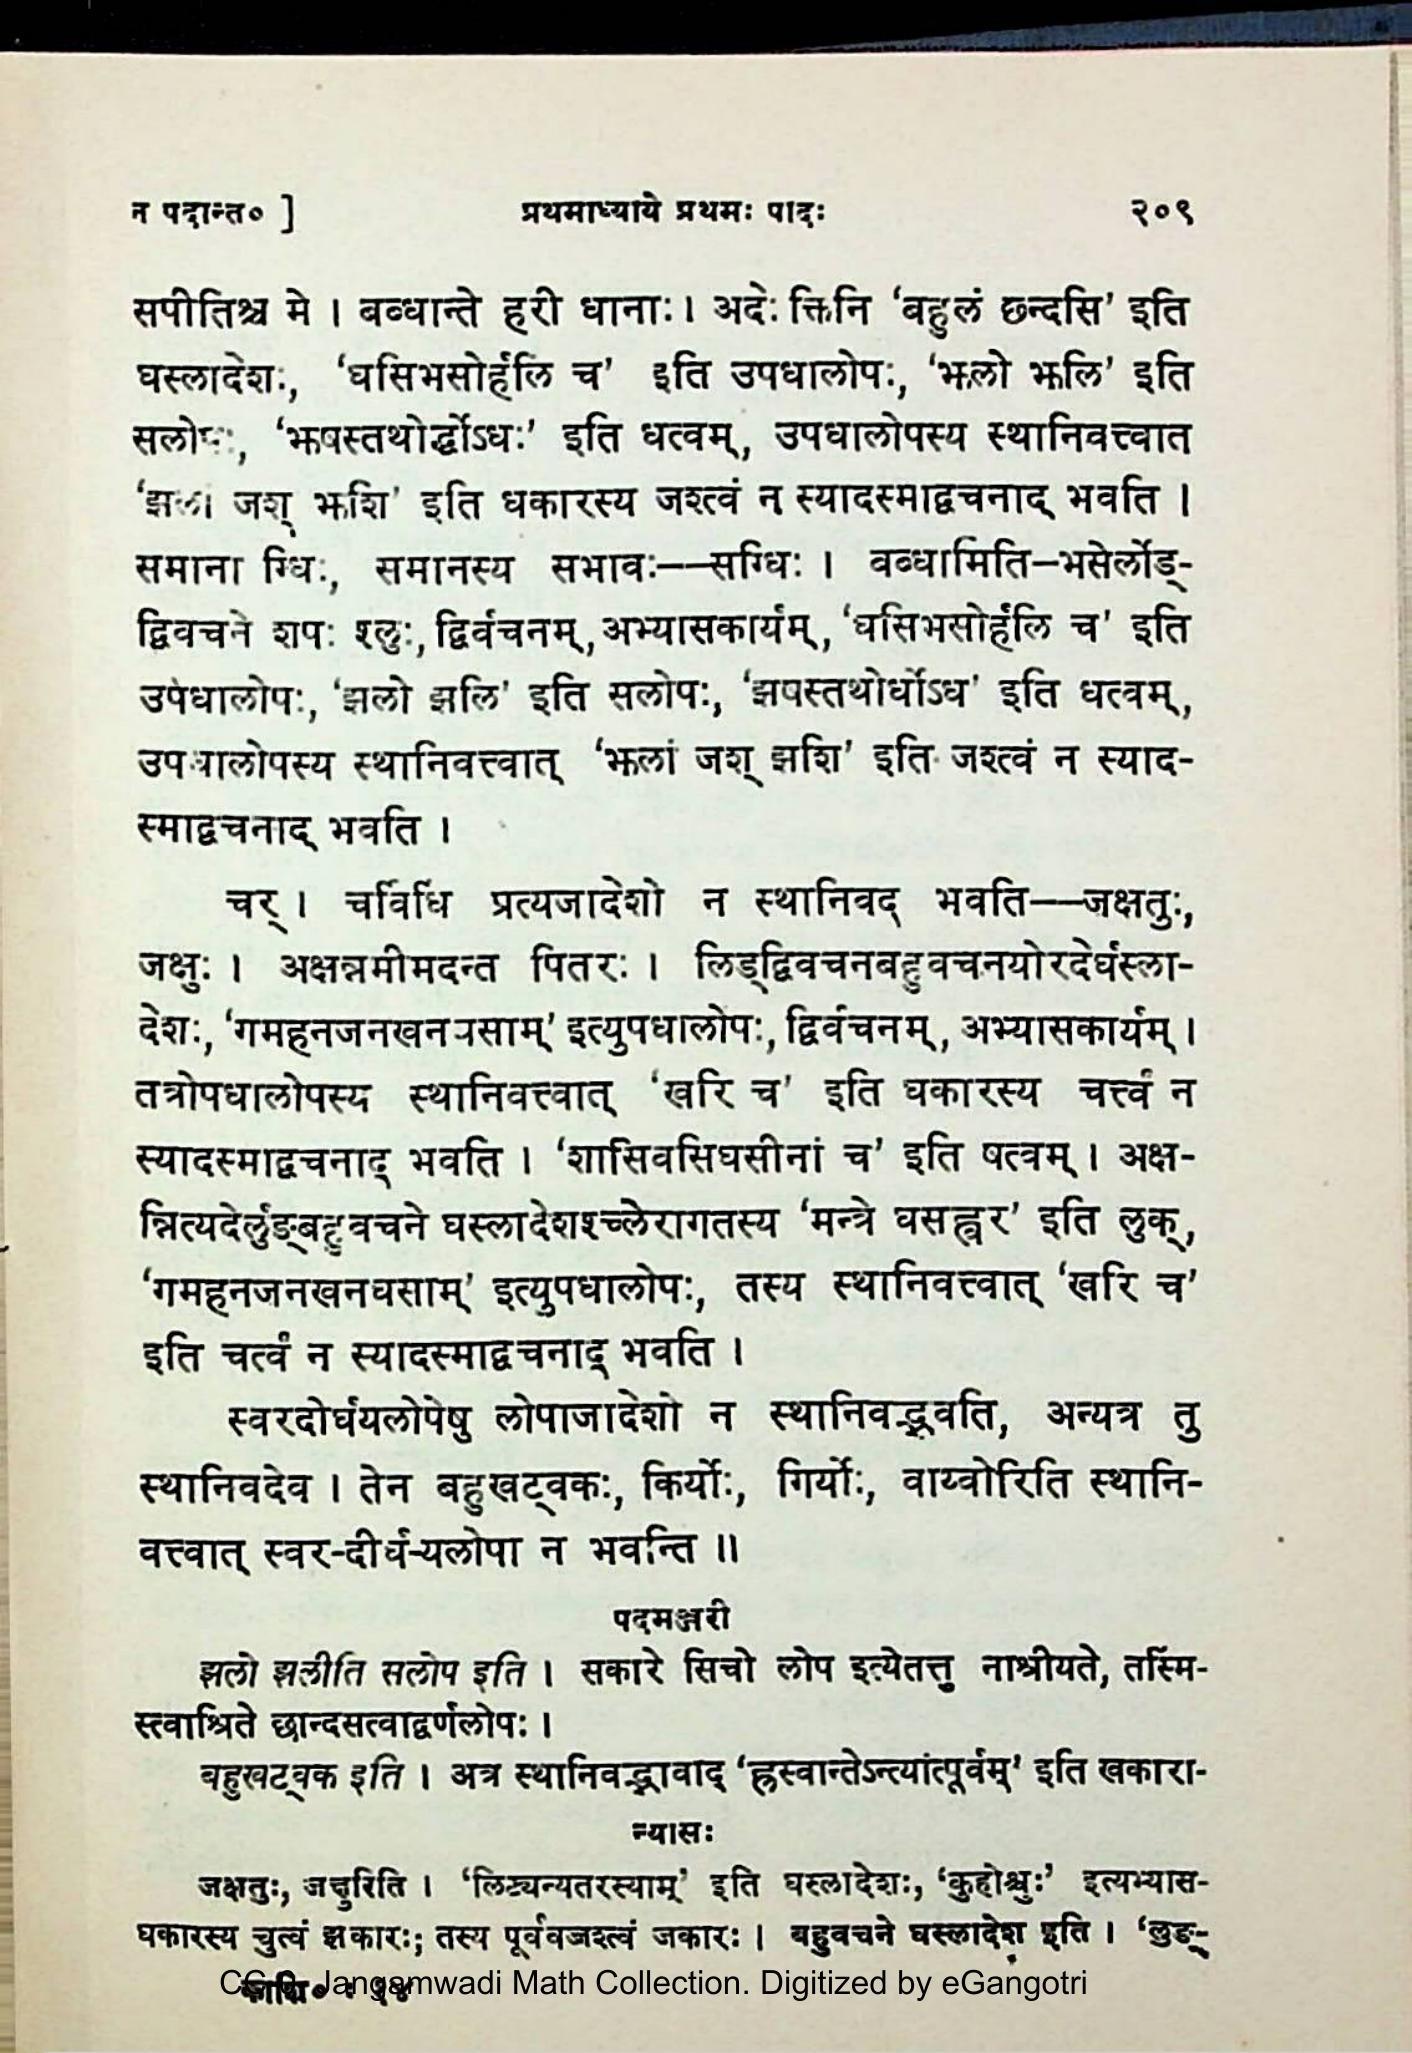 न पदान्त० ] प्रथमाध्याये प्रथमः पादः २०९
सपीतिश्च मे । बब्धान्ते हरी धानाः। अदेः क्तिनि ‘बहुलं छन्दसि’ इति
घस्लादेशः, ‘घसिभसोर्हलि च’ इति उपधालोपः, ‘झलो झलि’ इति
सलोपः, ‘झषस्तथोर्द्धोऽधः’ इति धत्वम्, उपधालोपस्य स्थानिवत्त्वात
‘झलां जश् झशि’ इति धकारस्य जश्त्वं न स्यादस्माद्वचनाद् भवति ।
समाना ग्धिः, समानस्य सभावः—सग्धिः । बब्धामिति–भसेर्लोड्-
द्विवचने शपः श्लुः, द्विर्वचनम्, अभ्यासकार्यम्, ‘घसिभसोर्हलि च’ इति
उपधालोपः, ‘झलो झलि’ इति सलोपः, ‘झषस्तथोर्धोऽध’ इति धत्वम्,
उपधालोपस्य स्थानिवत्त्वात् ‘झलां जश् झशि’ इति जश्त्वं न स्याद-
स्माद्वचनाद् भवति ।
चर् । चर्विधिं प्रत्यजादेशो न स्थानिवद् भवति—जक्षतुः,
जक्षुः । अक्षन्नमीमदन्त पितरः । लिड्द्विवचनबहुवचनयोरदेर्घस्ला-
देशः, ‘गमहनजनखनघसाम्’ इत्युपधालोपः, द्विर्वचनम्, अभ्यासकार्यम् ।
तत्रोपधालोपस्य स्थानिवत्त्वात् ‘खरि च’ इति घकारस्य चर्त्त्वं न
स्यादस्माद्वचनाद् भवति । ‘शासिवसिघसीनां च’ इति षत्वम् । अक्ष-
न्नित्यदेर्लुङ्बहुवचने घस्लादेशश्च्लेरागतस्य ‘मन्त्रे घसह्वर’ इति लुक्,
‘गमहनजनखनघसाम्’ इत्युपधालोपः, तस्य स्थानिवत्त्वात् ‘खरि च’
इति चर्त्वं न स्यादस्माद्वचनाद् भवति ।
स्वरदीर्घयलोपेषु लोपाजादेशो न स्थानिवद्भवति, अन्यत्र तु
स्थानिवदेव । तेन बहुखट्वकः, किर्योः, गिर्योः, वाय्वोरिति स्थानि-
वत्त्वात् स्वर-दीर्घ-यलोपा न भवन्ति ॥
पदमञ्जरी
झलो झलीति सलोप इति । सकारे सिचो लोप इत्येतत्तु नाश्रीयते, तस्मिं-
स्त्वाश्रिते छान्दसत्वाद्वर्णलोपः ।
बहुखट्वक इति । अत्र स्थानिवद्भावाद् ‘ह्रस्वान्तेऽन्त्यात्पूर्वम्’ इति खकारा-
न्यासः
जक्षतुः, जक्षुरिति । ‘लिट्यन्यतरस्याम्’ इति घस्लादेशः, ‘कुहोश्चुः’ इत्यभ्यास-
घकारस्य चुत्वं झकारः; तस्य पूर्ववज्जश्त्वं जकारः । बहुवचने घस्लादेश इति । ‘लुङ्-
काशि० : १४
CC-0. Jangamwadi Math Collection. Digitized by eGangotri